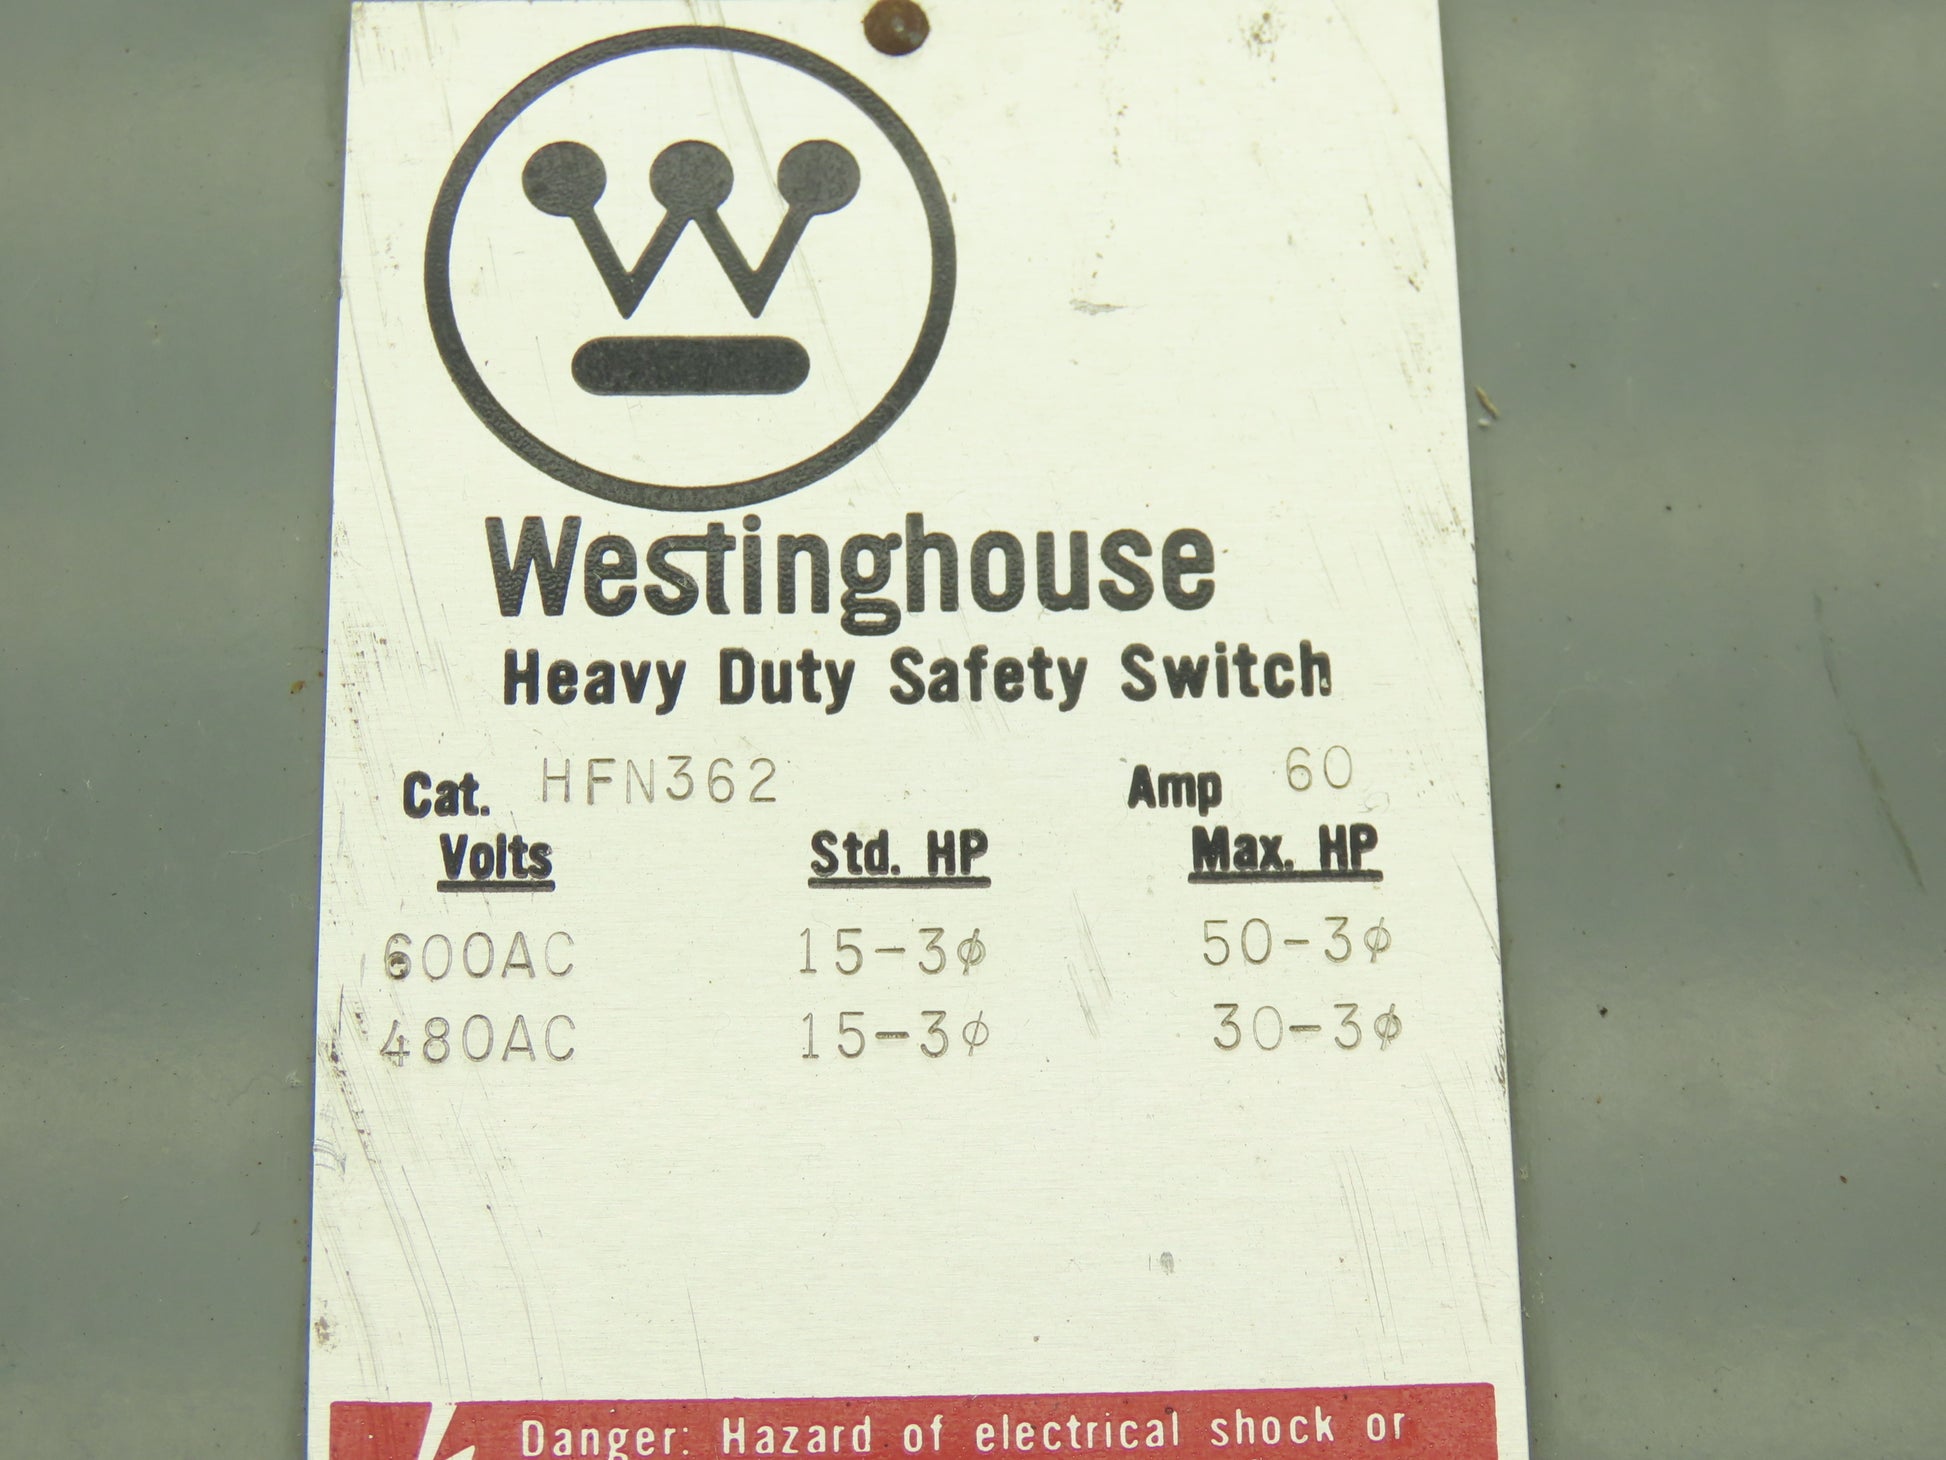 Westinghouse
Heavy Duty Safety Switch
Cat. HFN362 Amp 60
Volts Std. HP Max. HP
600AC 15-3ϕ 50-3ϕ
480AC 15-3ϕ 30-3ϕ
Danger: Hazard of electrical shock or